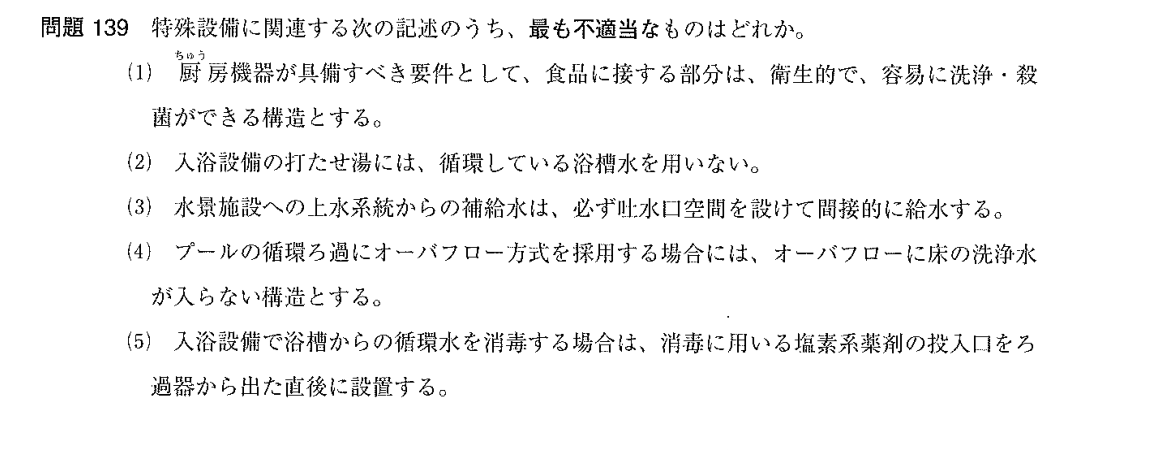 問題 139 特殊設備に関連する次の記述のうち、最も不適当なものはどれか。
ちゅう
(1) 厨房機器が具備すべき要件として、食品に接する部分は、衛生的で、容易に洗浄・殺
菌ができる構造とする。
(2) 入浴設備の打たせ湯には、循環している浴槽水を用いない。
(3) 水景施設への上水系統からの補給水は、必ず吐水口空間を設けて間接的に給水する。
(4) プールの循環ろ過にオーバフロー方式を採用する場合には、オーバフローに床の洗浄水
が入らない構造とする。
(5) 入浴設備で浴槽からの循環水を消毒する場合は、消毒に用いる塩素系薬剤の投入口をろ
過器から出た直後に設置する。